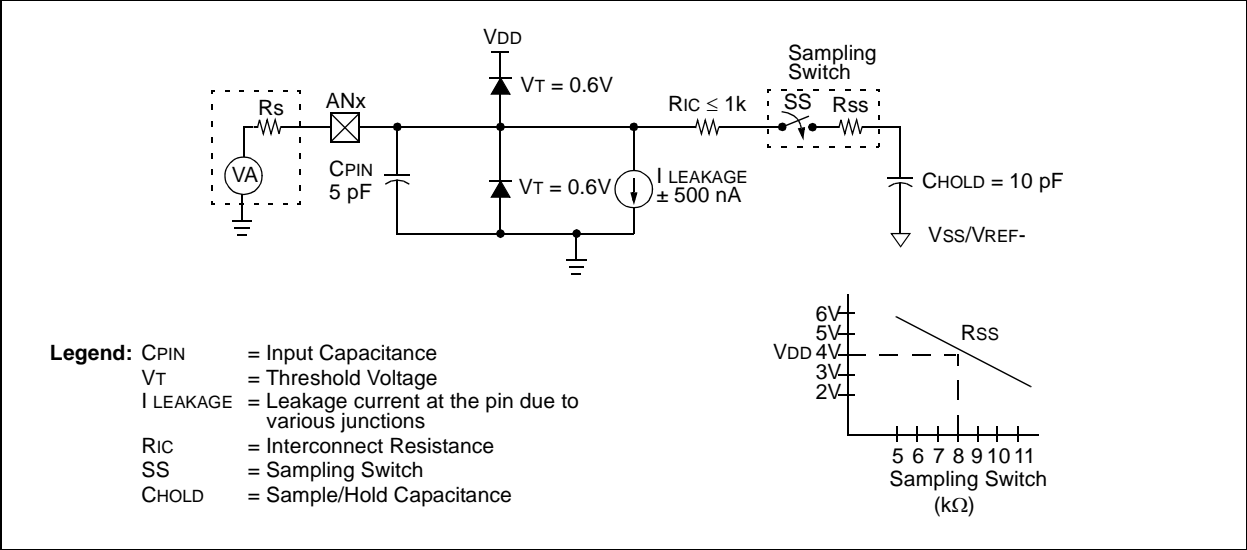 VDD
Sampling
Switch
VT = 0.6V
Rs
ANx
RIC ≤ 1k
SS
Rss
VA
CPIN
5 pF
VT = 0.6V
I LEAKAGE
± 500 nA
CHOLD = 10 pF
VSS/VREF-
6V
5V
VDD 4V
3V
2V
RSS
5 6 7 8 9 10 11
Sampling Switch
(kΩ)
Legend: CPIN = Input Capacitance
VT = Threshold Voltage
I LEAKAGE = Leakage current at the pin due to
various junctions
RIC = Interconnect Resistance
SS = Sampling Switch
CHOLD = Sample/Hold Capacitance